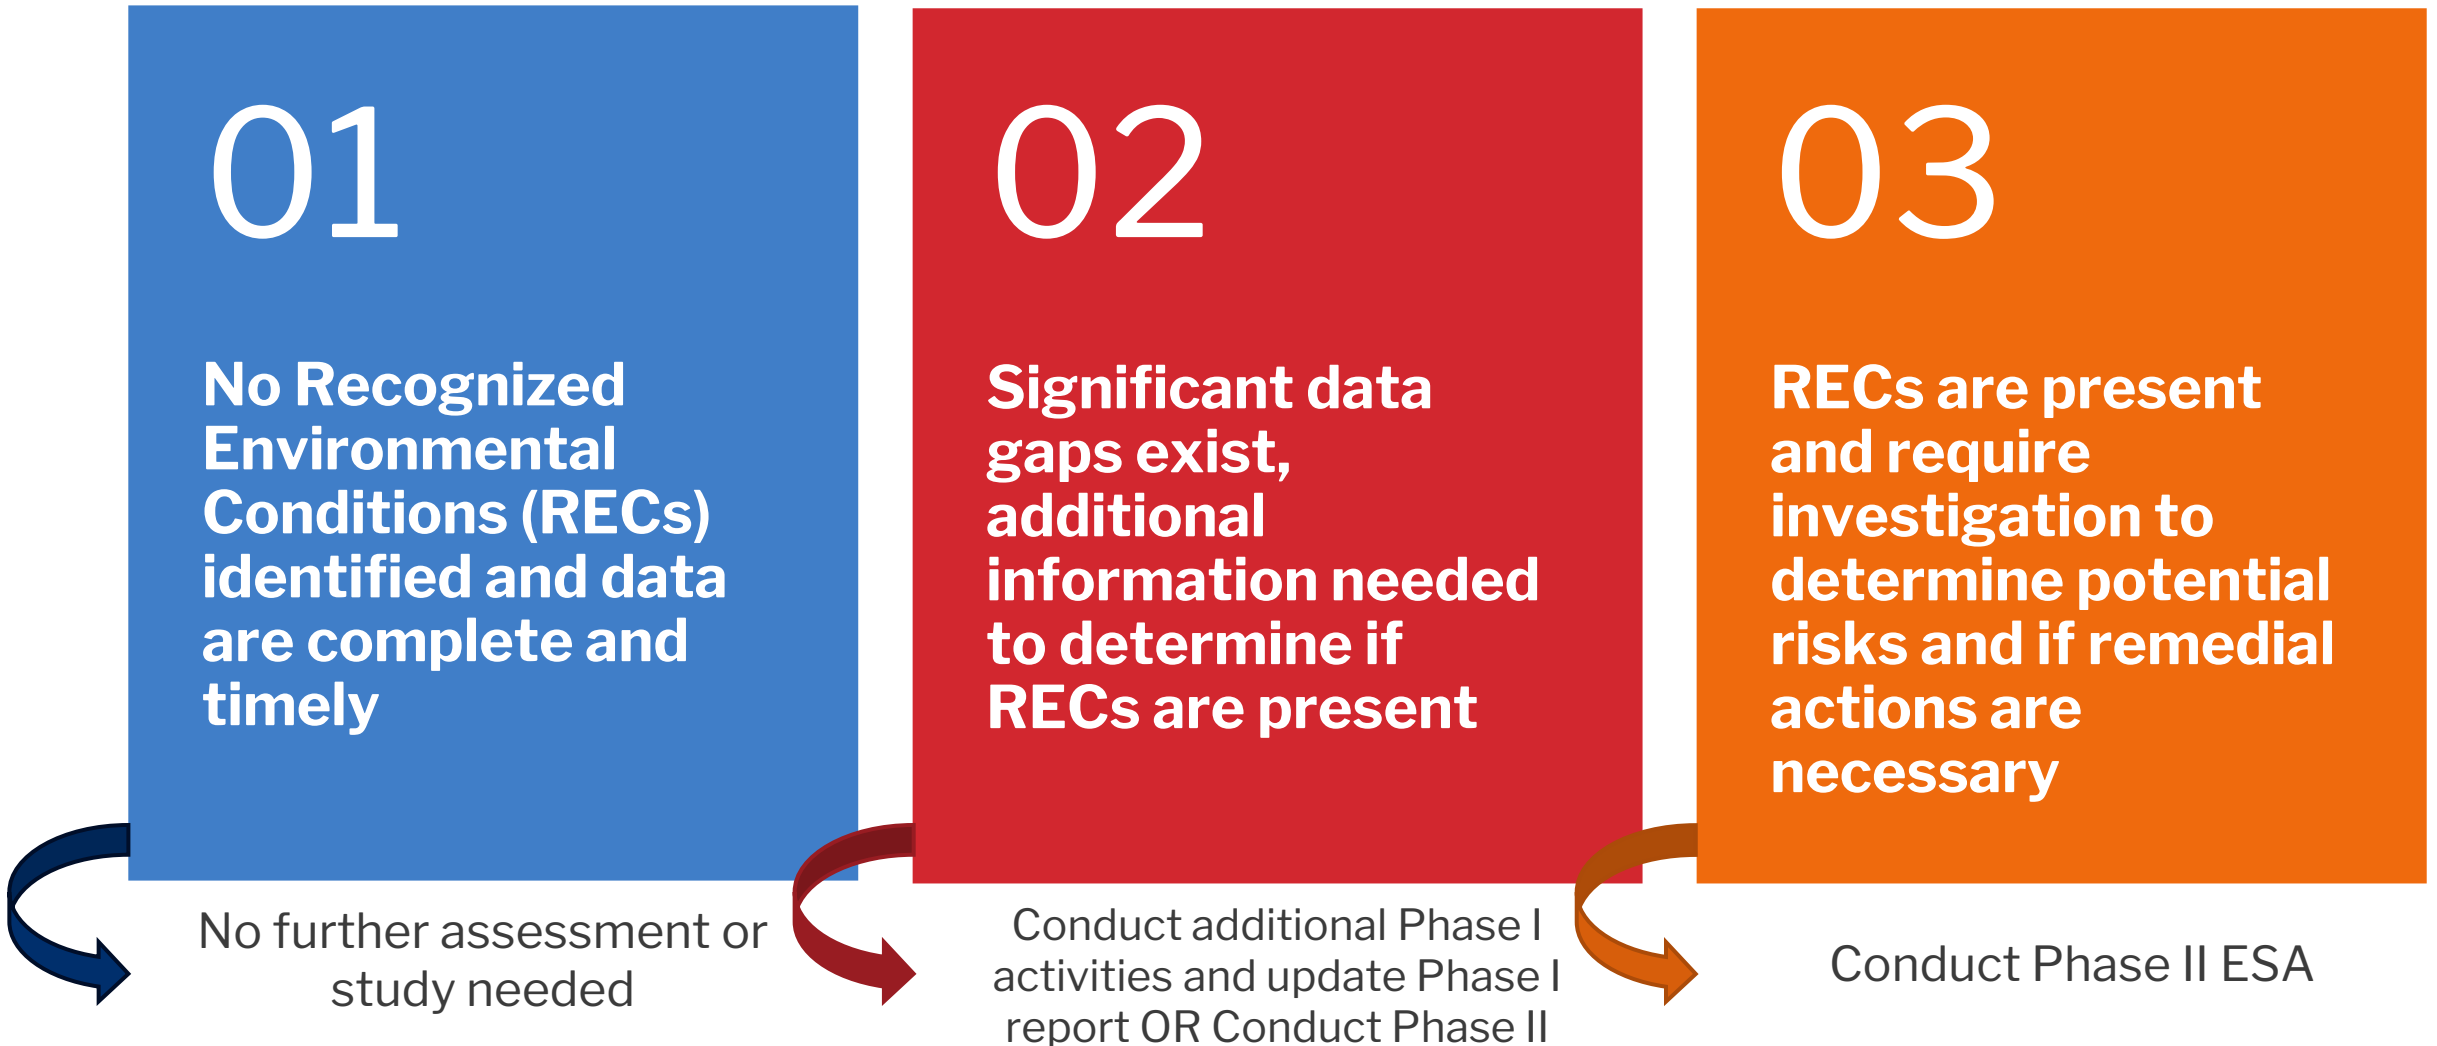 01
No Recognized
Environmental
Conditions (RECs)
identified and data
are complete and
timely
No further assessment or
study needed
02
Significant data
gaps exist,
additional
information needed
to determine if
RECs are present
Conduct additional Phase I
activities and update Phase I
report OR Conduct Phase II
03
RECs are present
and require
investigation to
determine potential
risks and if remedial
actions are
necessary
Conduct Phase II ESA